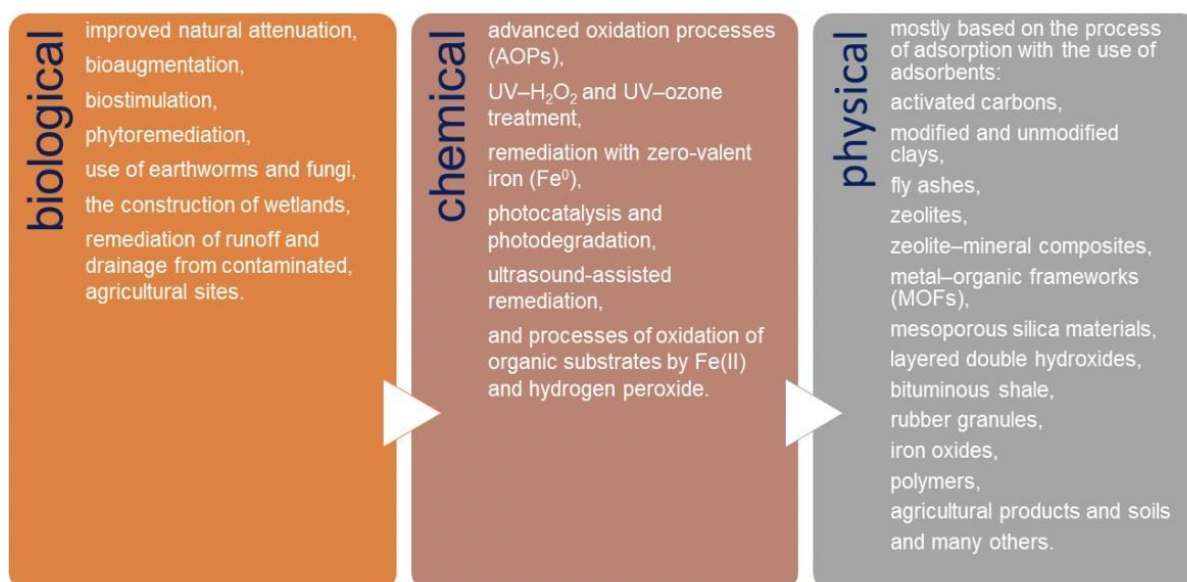 biological
improved natural attenuation,
bioaugmentation,
biostimulation,
phytoremediation,
use of earthworms and fungi,
the construction of wetlands,
remediation of runoff and
drainage from contaminated,
agricultural sites.
chemical
advanced oxidation processes
(AOPs),
UV–H₂O₂ and UV–ozone
treatment,
remediation with zero-valent
iron (Fe⁰),
photocatalysis and
photodegradation,
ultrasound-assisted
remediation,
and processes of oxidation of
organic substrates by Fe(II)
and hydrogen peroxide.
physical
mostly based on the process
of adsorption with the use of
adsorbents:
activated carbons,
modified and unmodified
clays,
fly ashes,
zeolites,
zeolite–mineral composites,
metal–organic frameworks
(MOFs),
mesoporous silica materials,
layered double hydroxides,
bituminous shale,
rubber granules,
iron oxides,
polymers,
agricultural products and soils
and many others.